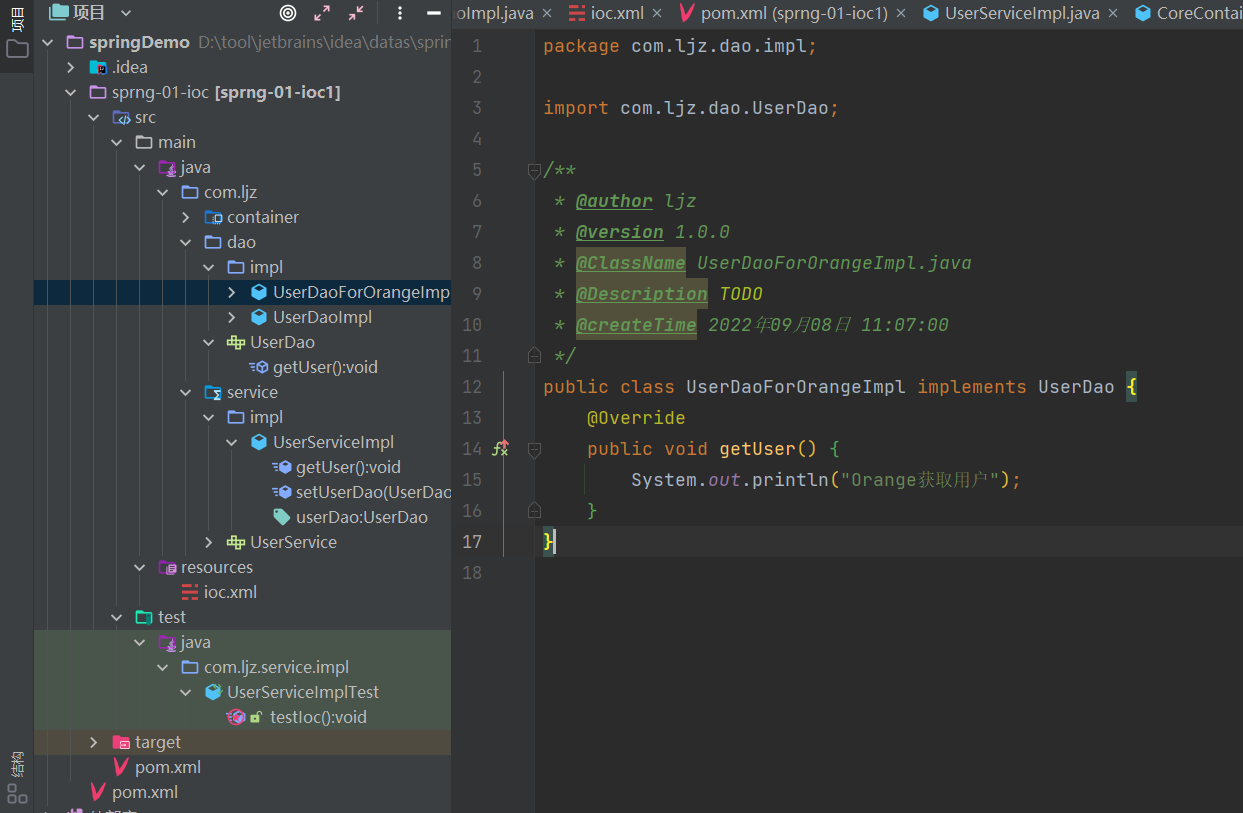 项目
项目
springDemo D:\tool\jetbrains\idea\datas\sprin
.idea
sprng-01-ioc [sprng-01-ioc1]
src
main
java
com.ljz
container
dao
impl
UserDaoForOrangeImp
UserDaoImpl
UserDao
getUser():void
service
impl
UserServiceImpl
getUser():void
setUserDao(UserDao
userDao:UserDao
UserService
resources
ioc.xml
test
java
com.ljz.service.impl
UserServiceImplTest
testIoc():void
target
pom.xml
pom.xml
结构
oImpl.java × ioc.xml × pom.xml (sprng-01-ioc1) × UserServiceImpl.java × CoreContai
1 package com.ljz.dao.impl;
2
3 import com.ljz.dao.UserDao;
4
5 /**
6 * @author ljz
7 * @version 1.0.0
8 * @ClassName UserDaoForOrangeImpl.java
9 * @Description TODO
10 * @createTime 2022年09月08日 11:07:00
11 */
12 public class UserDaoForOrangeImpl implements UserDao {
13 @Override
14 public void getUser() {
15 System.out.println("Orange获取用户");
16 }
17 }
18